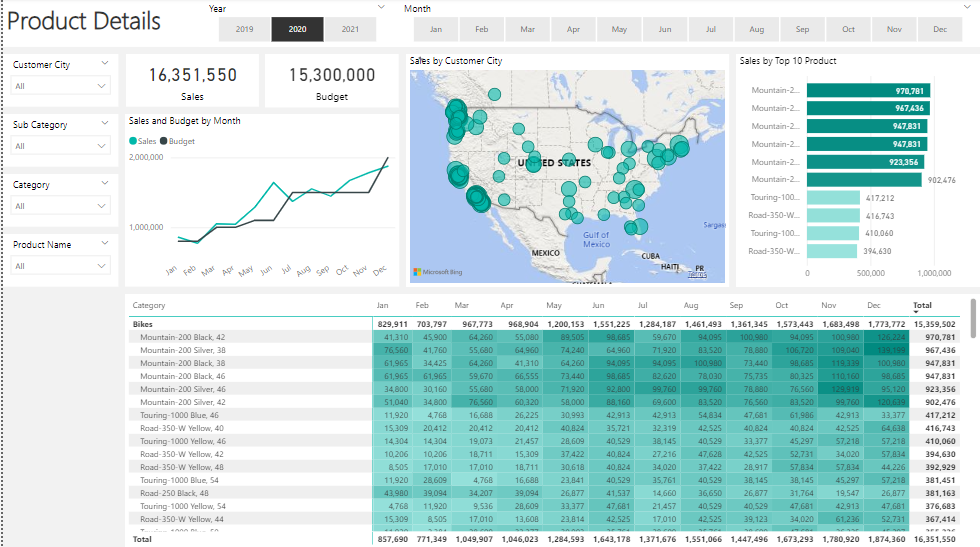 Product Details
Year
2019 2020 2021
Month
Jan Feb Mar Apr May Jun Jul Aug Sep Oct Nov Dec
Customer City
All
Sub Category
All
Category
All
Product Name
All
16,351,550
Sales
15,300,000
Budget
Sales and Budget by Month
Sales Budget
2,000,000
1,000,000
Jan Feb Mar Apr May Jun Jul Aug Sep Oct Nov Dec
Sales by Customer City
UNITED STATES
Gulf of
Mexico
MEXICO
CUBA
HAITI
PR
Sargas
Microsoft Bing
Terms
Sales by Top 10 Product
Mountain-2... 970,781
Mountain-2... 967,436
Mountain-2... 947,831
Mountain-2... 947,831
Mountain-2... 923,356
Mountain-2... 902,476
Touring-100... 417,212
Road-350-W... 416,743
Touring-100... 410,060
Road-350-W... 394,630
0 500,000 1,000,000
Category Jan Feb Mar Apr May Jun Jul Aug Sep Oct Nov Dec Total
Bikes 829,911 703,797 967,773 968,904 1,200,153 1,551,225 1,284,187 1,461,493 1,361,345 1,573,443 1,683,498 1,773,772 15,359,502
Mountain-200 Black, 42 41,310 45,900 64,260 55,080 89,505 98,685 59,670 94,095 100,980 94,095 100,980 126,224 970,781
Mountain-200 Silver, 38 76,560 41,760 55,680 64,960 74,240 64,960 71,920 83,520 78,880 106,720 109,040 967,436
Mountain-200 Black, 38 61,965 34,425 64,260 41,310 64,260 94,095 94,095 100,980 73,440 98,685 119,339 100,980 947,831
Mountain-200 Black, 46 61,965 61,965 59,670 66,555 73,440 98,685 82,620 78,030 75,735 80,325 110,160 98,685 947,831
Mountain-200 Silver, 46 34,800 30,160 55,680 58,000 71,920 92,800 99,760 99,760 78,880 76,560 129,919 95,120 923,356
Mountain-200 Silver, 42 51,040 34,800 76,560 60,320 58,000 88,160 69,600 83,520 76,560 83,520 99,760 120,639 902,476
Touring-1000 Blue, 46 11,920 4,768 16,688 26,225 30,993 42,913 42,913 54,834 47,681 61,986 42,913 33,377 417,212
Road-350-W Yellow, 40 15,309 20,412 20,412 20,412 40,824 35,721 32,319 42,525 40,824 40,824 42,525 64,638 416,743
Touring-1000 Yellow, 46 14,304 14,304 19,073 21,457 28,609 40,529 38,145 40,529 33,377 45,297 57,218 57,218 410,060
Road-350-W Yellow, 42 10,206 10,206 18,711 15,309 37,422 40,824 27,216 47,628 42,525 52,731 34,020 57,834 394,630
Road-350-W Yellow, 48 8,505 17,010 17,010 18,711 30,618 40,824 34,020 37,422 28,917 57,834 57,834 44,226 392,929
Touring-1000 Blue, 54 11,920 28,609 4,768 16,688 23,841 40,529 35,761 40,529 38,145 38,145 45,297 57,218 381,451
Road-250 Black, 48 43,980 39,094 34,207 39,094 26,877 41,537 14,660 36,650 26,877 31,764 19,547 26,877 381,163
Touring-1000 Yellow, 54 4,768 11,920 9,536 28,609 33,377 47,681 21,457 40,529 40,529 33,377 57,218 47,681 376,683
Road-350-W Yellow, 44 15,309 8,505 17,010 13,608 23,814 42,525 17,010 42,525 39,123 34,020 61,236 52,731 367,414
Total 857,690 771,349 1,049,907 1,046,023 1,284,593 1,643,178 1,371,676 1,551,066 1,447,496 1,673,293 1,780,920 1,874,360 16,351,550